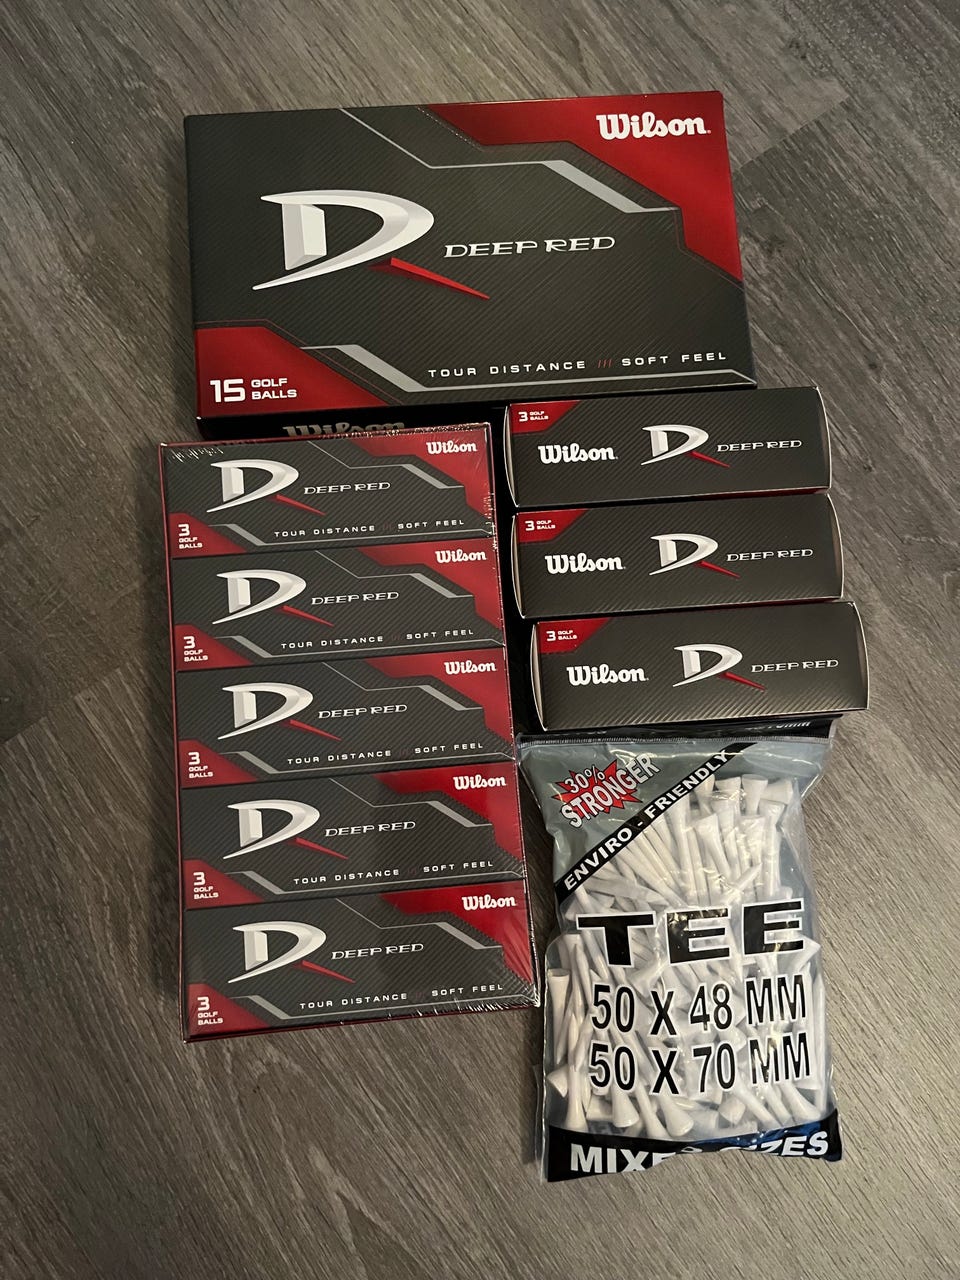 Wilson
DEEP RED
TOUR DISTANCE /// SOFT FEEL
15 GOLF
BALLS
Wilson
Wilson
DEEP RED
3 GOLF BALLS
TOUR DISTANCE /// SOFT FEEL
Wilson
DEEP RED
3 GOLF BALLS
TOUR DISTANCE /// SOFT FEEL
Wilson
DEEP RED
3 GOLF BALLS
TOUR DISTANCE /// SOFT FEEL
Wilson
DEEP RED
3 GOLF BALLS
TOUR DISTANCE /// SOFT FEEL
Wilson
DEEP RED
3 GOLF BALLS
TOUR DISTANCE /// SOFT FEEL
3 GOLF BALLS
Wilson DEEP RED
3 GOLF BALLS
Wilson DEEP RED
3 GOLF BALLS
Wilson DEEP RED
30%
STRONGER
ENVIRO - FRIENDLY
TEE
50 X 48 MM
50 X 70 MM
MIXED SIZES